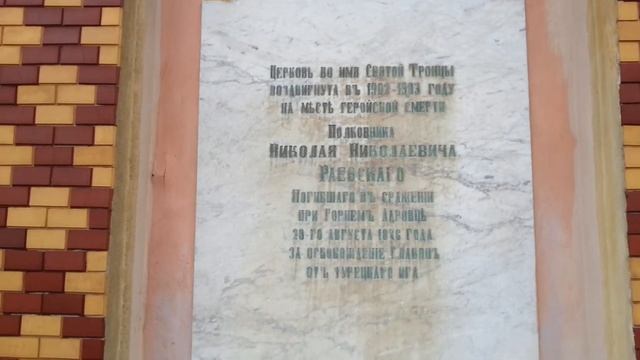 Церковь во имя Святой Троицы
воздвигнута въ 1902-1903 году
на мѣстѣ геройской смерти
Полковника
Николая Николаевича
Раевскаго
Погибшаго въ сраженіи
при Горнемъ Адровцѣ
20-го августа 1876 года
за освобожденіе Славянъ
отъ турецкаго ига